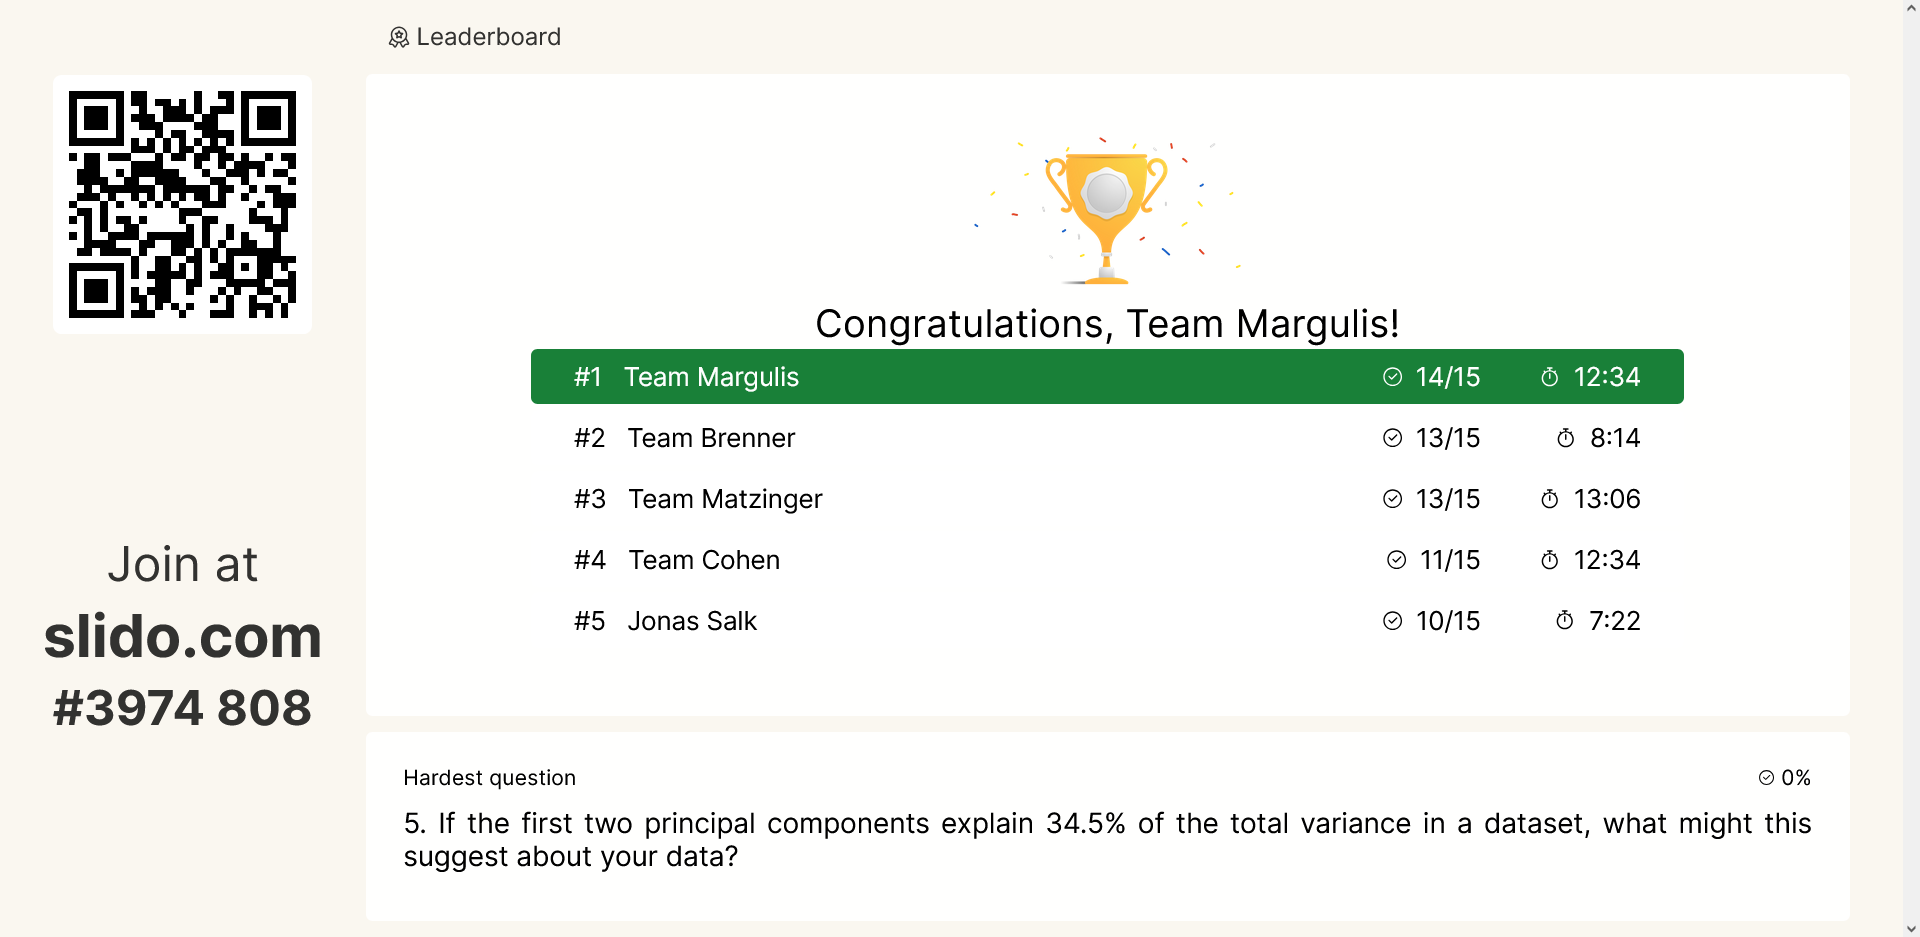 Leaderboard
Join at
slido.com
#3974 808
Congratulations, Team Margulis!
#1 Team Margulis 14/15 12:34
#2 Team Brenner 13/15 8:14
#3 Team Matzinger 13/15 13:06
#4 Team Cohen 11/15 12:34
#5 Jonas Salk 10/15 7:22
Hardest question 0%
5. If the first two principal components explain 34.5% of the total variance in a dataset, what might this
suggest about your data?